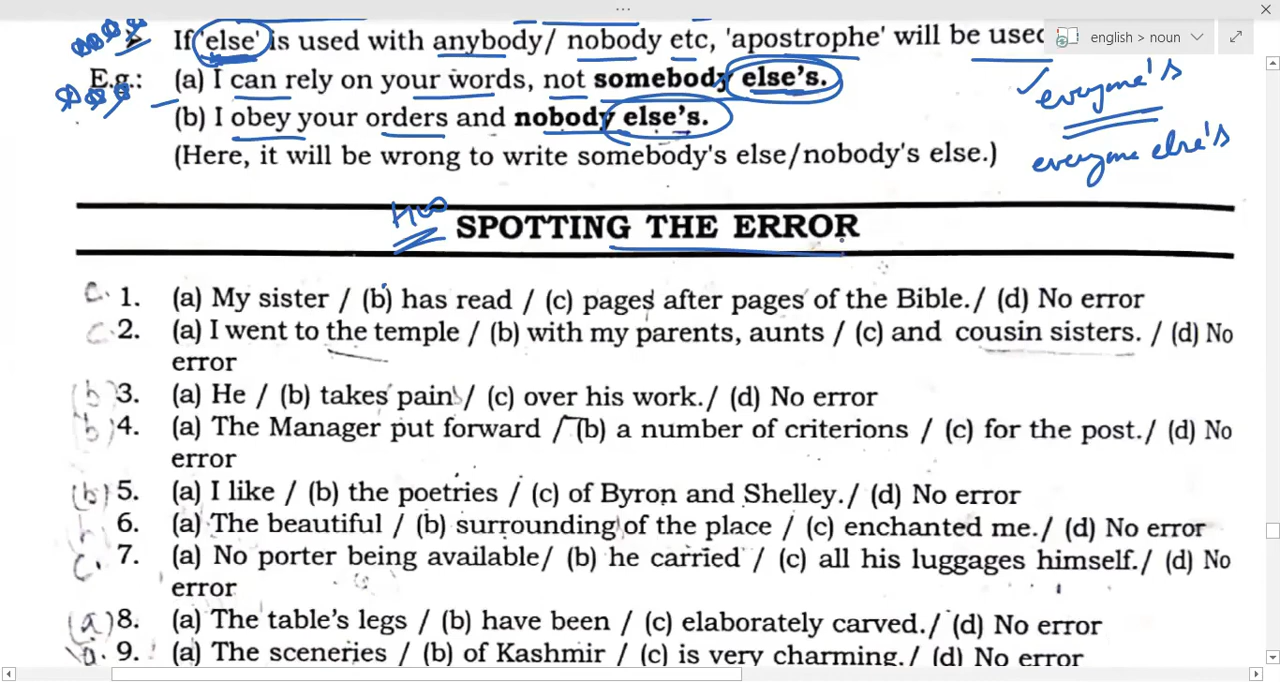 english > noun
If 'else' is used with anybody/ nobody etc, 'apostrophe' will be used
E.g.: (a) I can rely on your words, not somebody else's.
everyone's
(b) I obey your orders and nobody else's.
everyone else's
(Here, it will be wrong to write somebody's else/nobody's else.)
SPOTTING THE ERROR
c. 1. (a) My sister / (b) has read / (c) pages after pages of the Bible./ (d) No error
c. 2. (a) I went to the temple / (b) with my parents, aunts / (c) and cousin sisters. / (d) No
error
(b) 3. (a) He / (b) takes pain / (c) over his work./ (d) No error
(b) 4. (a) The Manager put forward / (b) a number of criterions / (c) for the post./ (d) No
error
(b) 5. (a) I like / (b) the poetries / (c) of Byron and Shelley./ (d) No error
6. (a) The beautiful / (b) surrounding of the place / (c) enchanted me./ (d) No error
c. 7. (a) No porter being available/ (b) he carried / (c) all his luggages himself./ (d) No
error
(a) 8. (a) The table's legs / (b) have been / (c) elaborately carved./ (d) No error
9. (a) The sceneries / (b) of Kashmir / (c) is very charming./ (d) No error